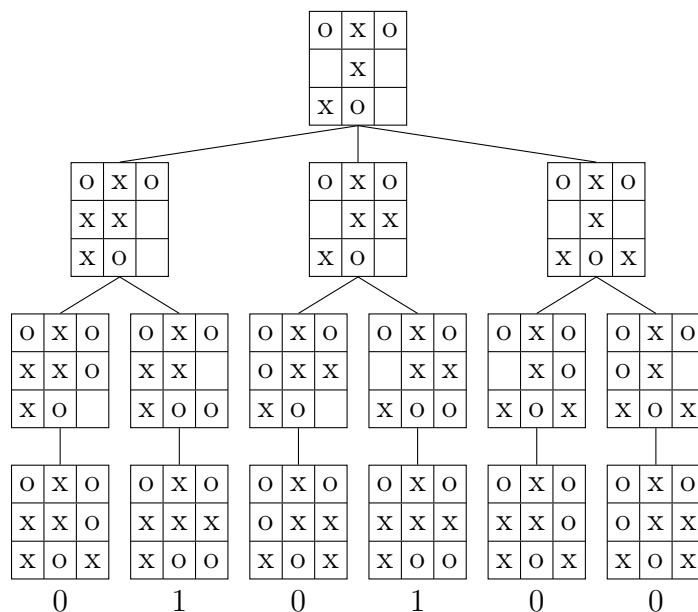 o x o
x
x o
o x o o x o o x o
x x x x x
x o x o x o x
o x o o x o o x o o x o o x o o x o
x x o x x o x x x x x o o x
x o x o o x o x o o x o x x o x
o x o o x o o x o o x o o x o o x o
x x o x x x o x x x x x x x o o x x
x o x x o o x o x x o o x o x x o x
0 1 0 1 0 0